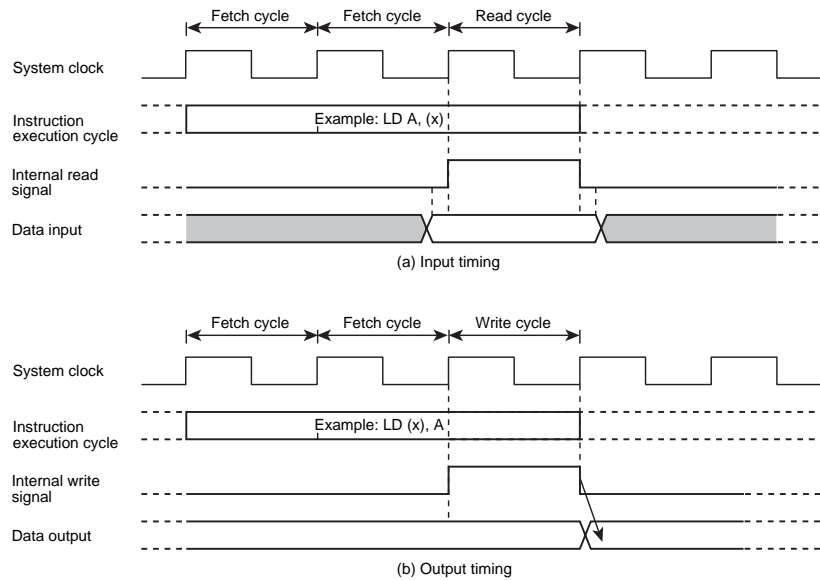 Fetch cycle Fetch cycle Read cycle
System clock
Instruction
execution cycle
Example: LD A, (x)
Internal read
signal
Data input
(a) Input timing
Fetch cycle Fetch cycle Write cycle
System clock
Instruction
execution cycle
Example: LD (x), A
Internal write
signal
Data output
(b) Output timing